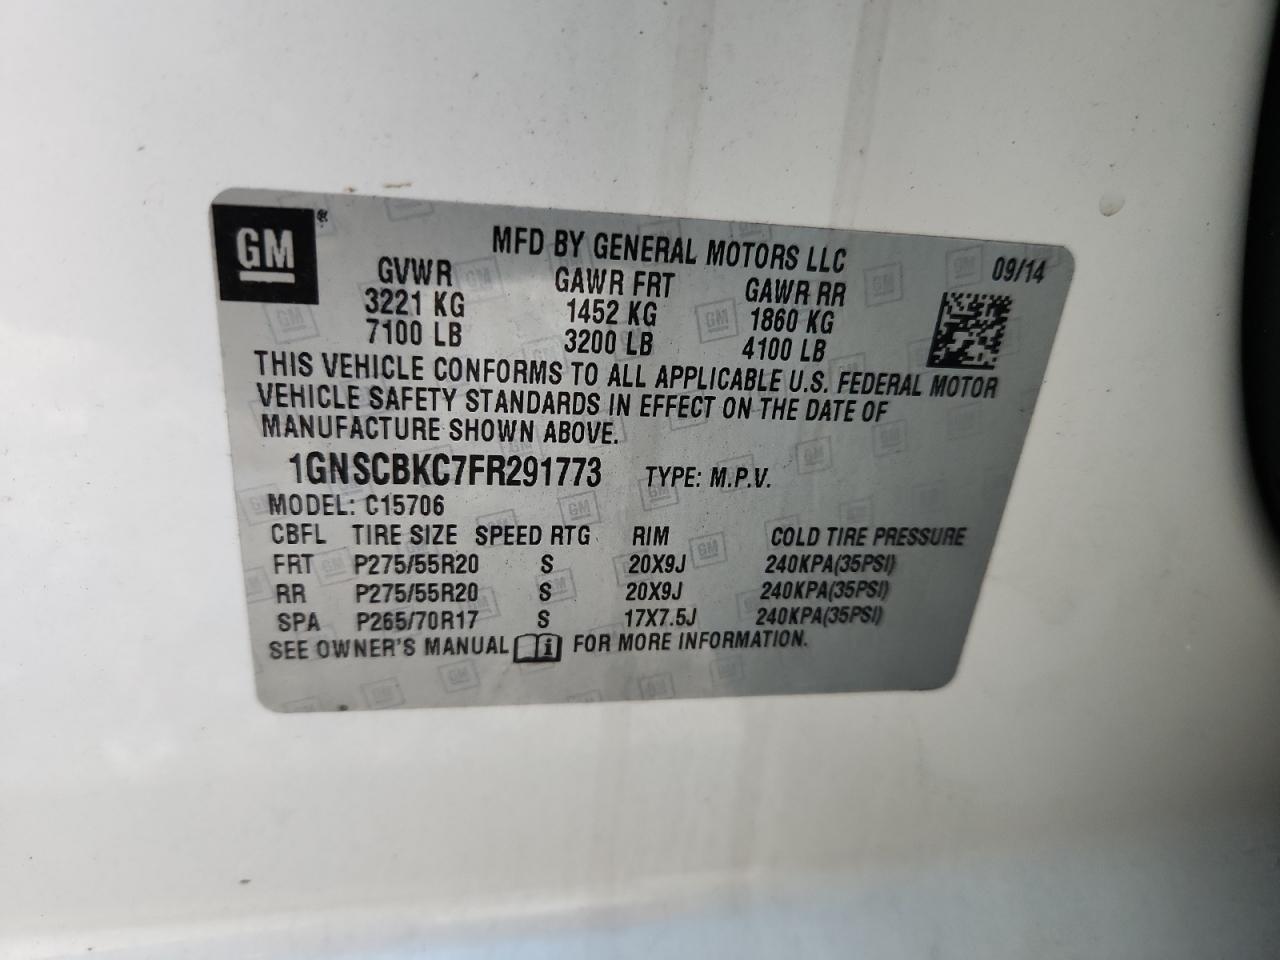 GM®
MFD BY GENERAL MOTORS LLC 09/14
GVWR GAWR FRT GAWR RR
3221 KG 1452 KG 1860 KG
7100 LB 3200 LB 4100 LB
THIS VEHICLE CONFORMS TO ALL APPLICABLE U.S. FEDERAL MOTOR
VEHICLE SAFETY STANDARDS IN EFFECT ON THE DATE OF
MANUFACTURE SHOWN ABOVE.
1GNSCBKC7FR291773 TYPE: M.P.V.
MODEL: C15706
CBFL TIRE SIZE SPEED RTG RIM COLD TIRE PRESSURE
FRT P275/55R20 S 20X9J 240KPA(35PSI)
RR P275/55R20 S 20X9J 240KPA(35PSI)
SPA P265/70R17 S 17X7.5J 240KPA(35PSI)
SEE OWNER'S MANUAL i FOR MORE INFORMATION.